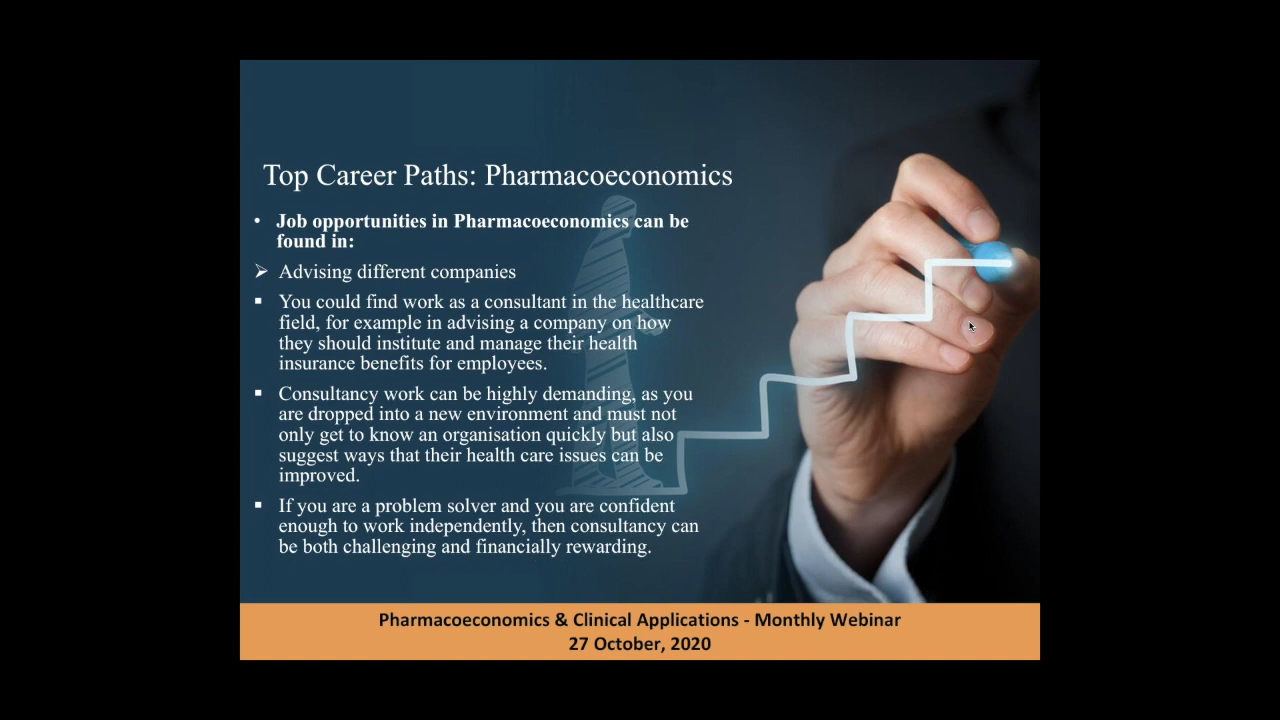 Top Career Paths: Pharmacoeconomics
• Job opportunities in Pharmacoeconomics can be
found in:
➢ Advising different companies
▪ You could find work as a consultant in the healthcare
field, for example in advising a company on how
they should institute and manage their health
insurance benefits for employees.
▪ Consultancy work can be highly demanding, as you
are dropped into a new environment and must not
only get to know an organisation quickly but also
suggest ways that their health care issues can be
improved.
▪ If you are a problem solver and you are confident
enough to work independently, then consultancy can
be both challenging and financially rewarding.
Pharmacoeconomics & Clinical Applications - Monthly Webinar
27 October, 2020